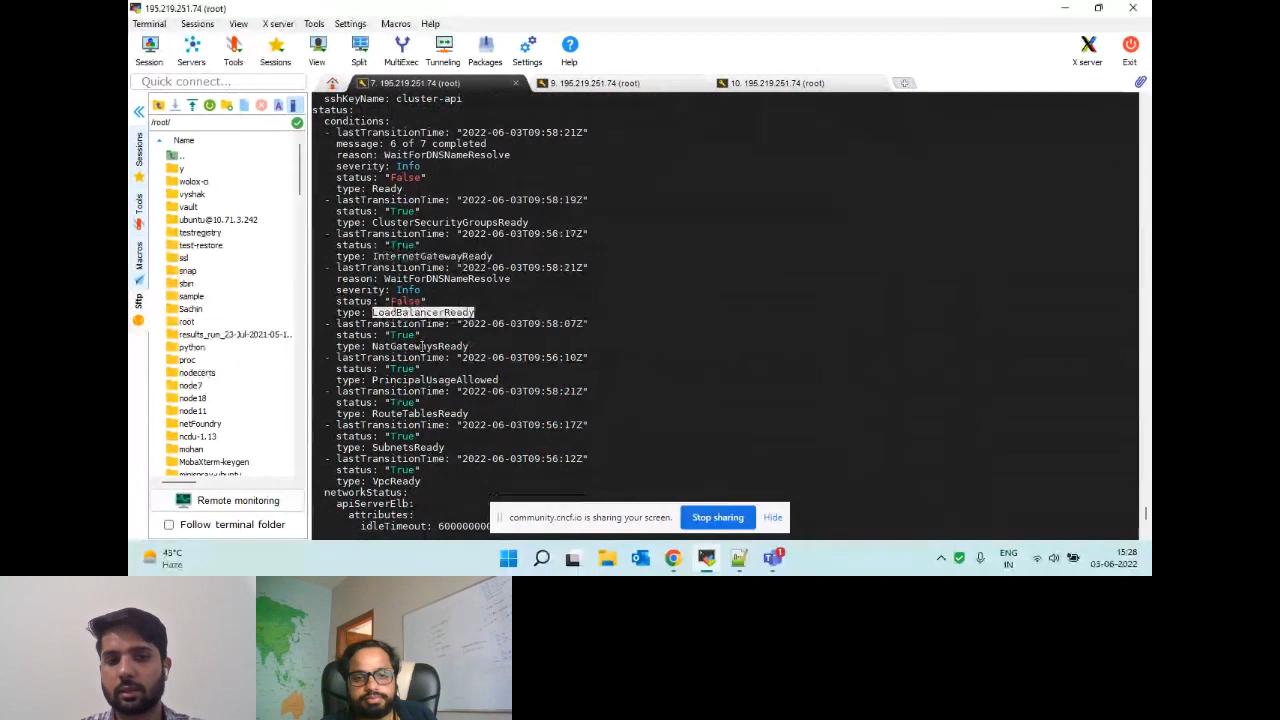 195.219.251.74 (root)
Terminal Sessions View X server Tools Settings Macros Help
Session Servers Tools Sessions View Split MultiExec Tunneling Packages Settings Help X server Exit
Quick connect...
7. 195.219.251.74 (root)
9. 195.219.251.74 (root)
10. 195.219.251.74 (root)
Sessions
Tools
Macros
Sftp
/root/
Name
..
y
wolox-ci
vyshak
vault
ubuntu@10.71.3.242
testregistry
test-restore
ssl
snap
sbin
sample
Sachin
root
results_run_23-Jul-2021-05-1...
python
proc
nodecerts
node7
node18
node11
netFoundry
ncdu-1.13
mohan
MobaXterm-keygen
Remote monitoring
Follow terminal folder
sshKeyName: cluster-api
status:
conditions:
- lastTransitionTime: "2022-06-03T09:58:21Z"
message: 6 of 7 completed
reason: WaitForDNSNameResolve
severity: Info
status: "False"
type: Ready
- lastTransitionTime: "2022-06-03T09:58:19Z"
status: "True"
type: ClusterSecurityGroupsReady
- lastTransitionTime: "2022-06-03T09:56:17Z"
status: "True"
type: InternetGatewayReady
- lastTransitionTime: "2022-06-03T09:58:21Z"
reason: WaitForDNSNameResolve
severity: Info
status: "False"
type: LoadBalancerReady
- lastTransitionTime: "2022-06-03T09:58:07Z"
status: "True"
type: NatGatewaysReady
- lastTransitionTime: "2022-06-03T09:56:10Z"
status: "True"
type: PrincipalUsageAllowed
- lastTransitionTime: "2022-06-03T09:58:21Z"
status: "True"
type: RouteTablesReady
- lastTransitionTime: "2022-06-03T09:56:17Z"
status: "True"
type: SubnetsReady
- lastTransitionTime: "2022-06-03T09:56:12Z"
status: "True"
type: VpcReady
networkStatus:
apiServerElb:
attributes:
idleTimeout: 600000000
community.cncf.io is sharing your screen. Stop sharing Hide
43°C
Haze
1
ENG
IN
15:28
03-06-2022